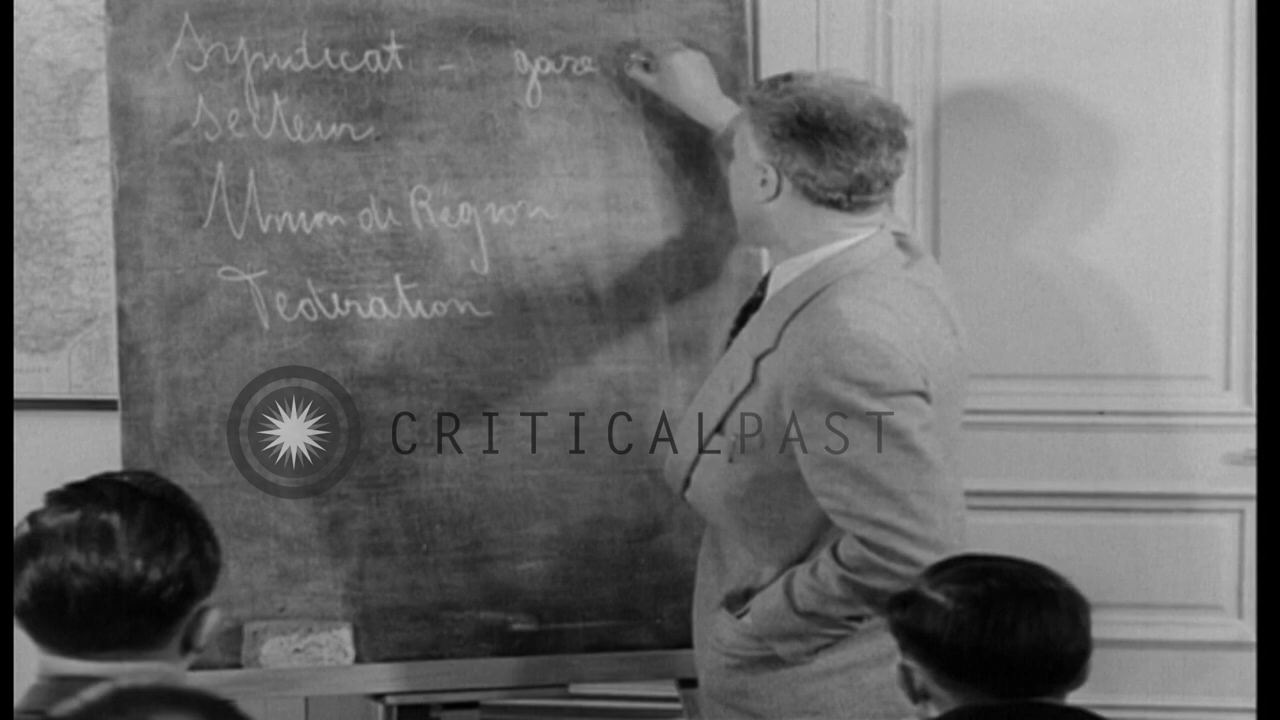 Syndicat - gare
secteur
Union de Region
Federation
CRITICALPAST